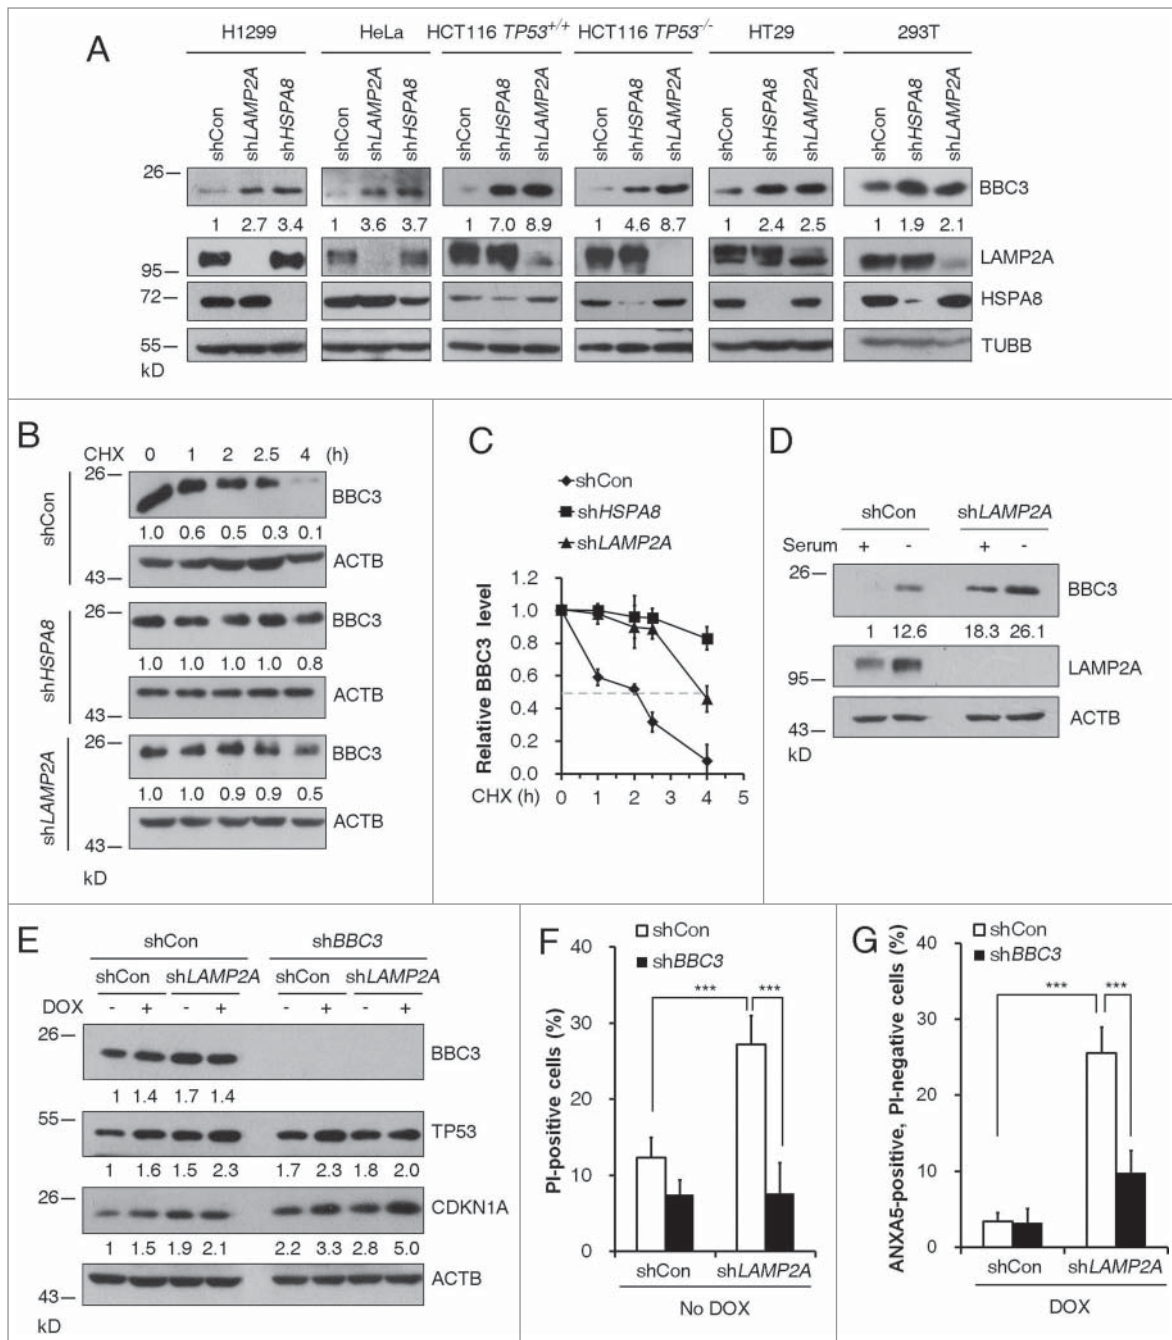 A
H1299 HeLa HCT116 TP53+/+ HCT116 TP53-/- HT29 293T
shCon shLAMP2A shHSPA8 shCon shLAMP2A shHSPA8 shCon shHSPA8 shLAMP2A shCon shHSPA8 shLAMP2A shCon shHSPA8 shLAMP2A shCon shHSPA8 shLAMP2A
26 BBC3
1 2.7 3.4 1 3.6 3.7 1 7.0 8.9 1 4.6 8.7 1 2.4 2.5 1 1.9 2.1
95 LAMP2A
72 HSPA8
55 TUBB
kD
B
CHX 0 1 2 2.5 4 (h)
shCon
26 BBC3
1.0 0.6 0.5 0.3 0.1
43 ACTB
shHSPA8
26 BBC3
1.0 1.0 1.0 1.0 0.8
43 ACTB
shLAMP2A
26 BBC3
1.0 1.0 0.9 0.9 0.5
43 ACTB
kD
C
shCon
shHSPA8
shLAMP2A
Relative BBC3 level
1.2
1.0
0.8
0.6
0.4
0.2
0.0
CHX (h) 0 1 2 3 4 5
D
shCon shLAMP2A
Serum + - + -
26 BBC3
1 12.6 18.3 26.1
95 LAMP2A
43 ACTB
kD
E
shCon shBBC3
shCon shLAMP2A shCon shLAMP2A
DOX - + - + - + - +
26 BBC3
1 1.4 1.7 1.4
55 TP53
1 1.6 1.5 2.3 1.7 2.3 1.8 2.0
26 CDKN1A
1 1.5 1.9 2.1 2.2 3.3 2.8 5.0
43 ACTB
kD
F
shCon
shBBC3
PI-positive cells (%)
40
30
20
10
0
*** ***
shCon shLAMP2A
No DOX
G
shCon
shBBC3
ANXA5-positive, PI-negative cells (%)
40
30
20
10
0
*** ***
shCon shLAMP2A
DOX